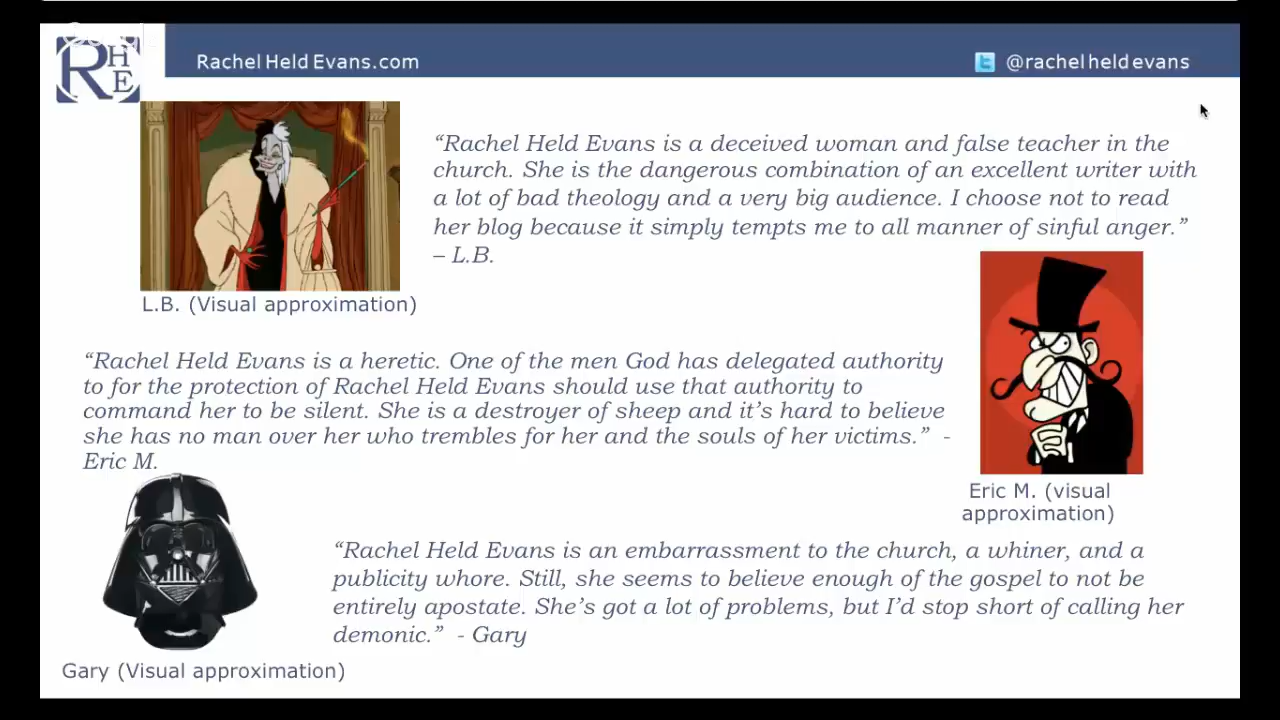 R H E
Rachel Held Evans.com
@rachelheldevans
“Rachel Held Evans is a deceived woman and false teacher in the
church. She is the dangerous combination of an excellent writer with
a lot of bad theology and a very big audience. I choose not to read
her blog because it simply tempts me to all manner of sinful anger.”
– L.B.
L.B. (Visual approximation)
“Rachel Held Evans is a heretic. One of the men God has delegated authority
to for the protection of Rachel Held Evans should use that authority to
command her to be silent. She is a destroyer of sheep and it’s hard to believe
she has no man over her who trembles for her and the souls of her victims.” -
Eric M.
Eric M. (visual
approximation)
“Rachel Held Evans is an embarrassment to the church, a whiner, and a
publicity whore. Still, she seems to believe enough of the gospel to not be
entirely apostate. She’s got a lot of problems, but I’d stop short of calling her
demonic.” - Gary
Gary (Visual approximation)